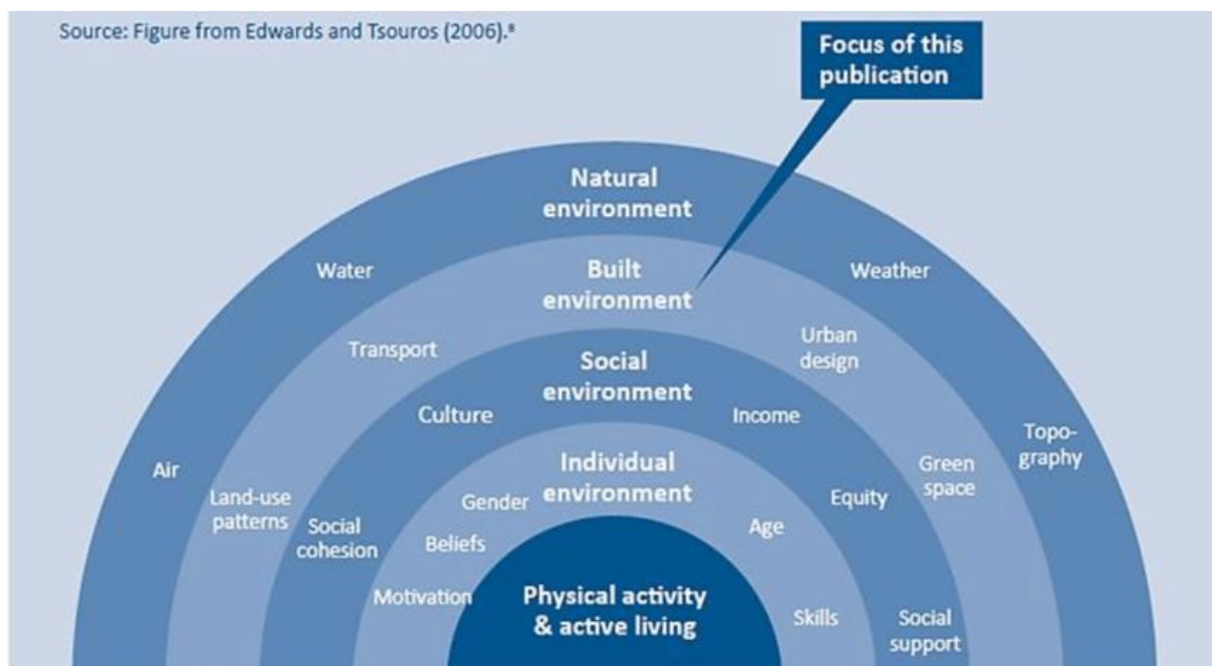 Source: Figure from Edwards and Tsouros (2006).⁸
Focus of this
publication
Natural
environment
Water
Weather
Built
environment
Transport
Urban
design
Social
environment
Culture
Income
Air
Topo-
graphy
Land-use
patterns
Green
space
Individual
environment
Gender
Equity
Social
cohesion
Beliefs
Age
Motivation
Skills
Social
support
Physical activity
& active living